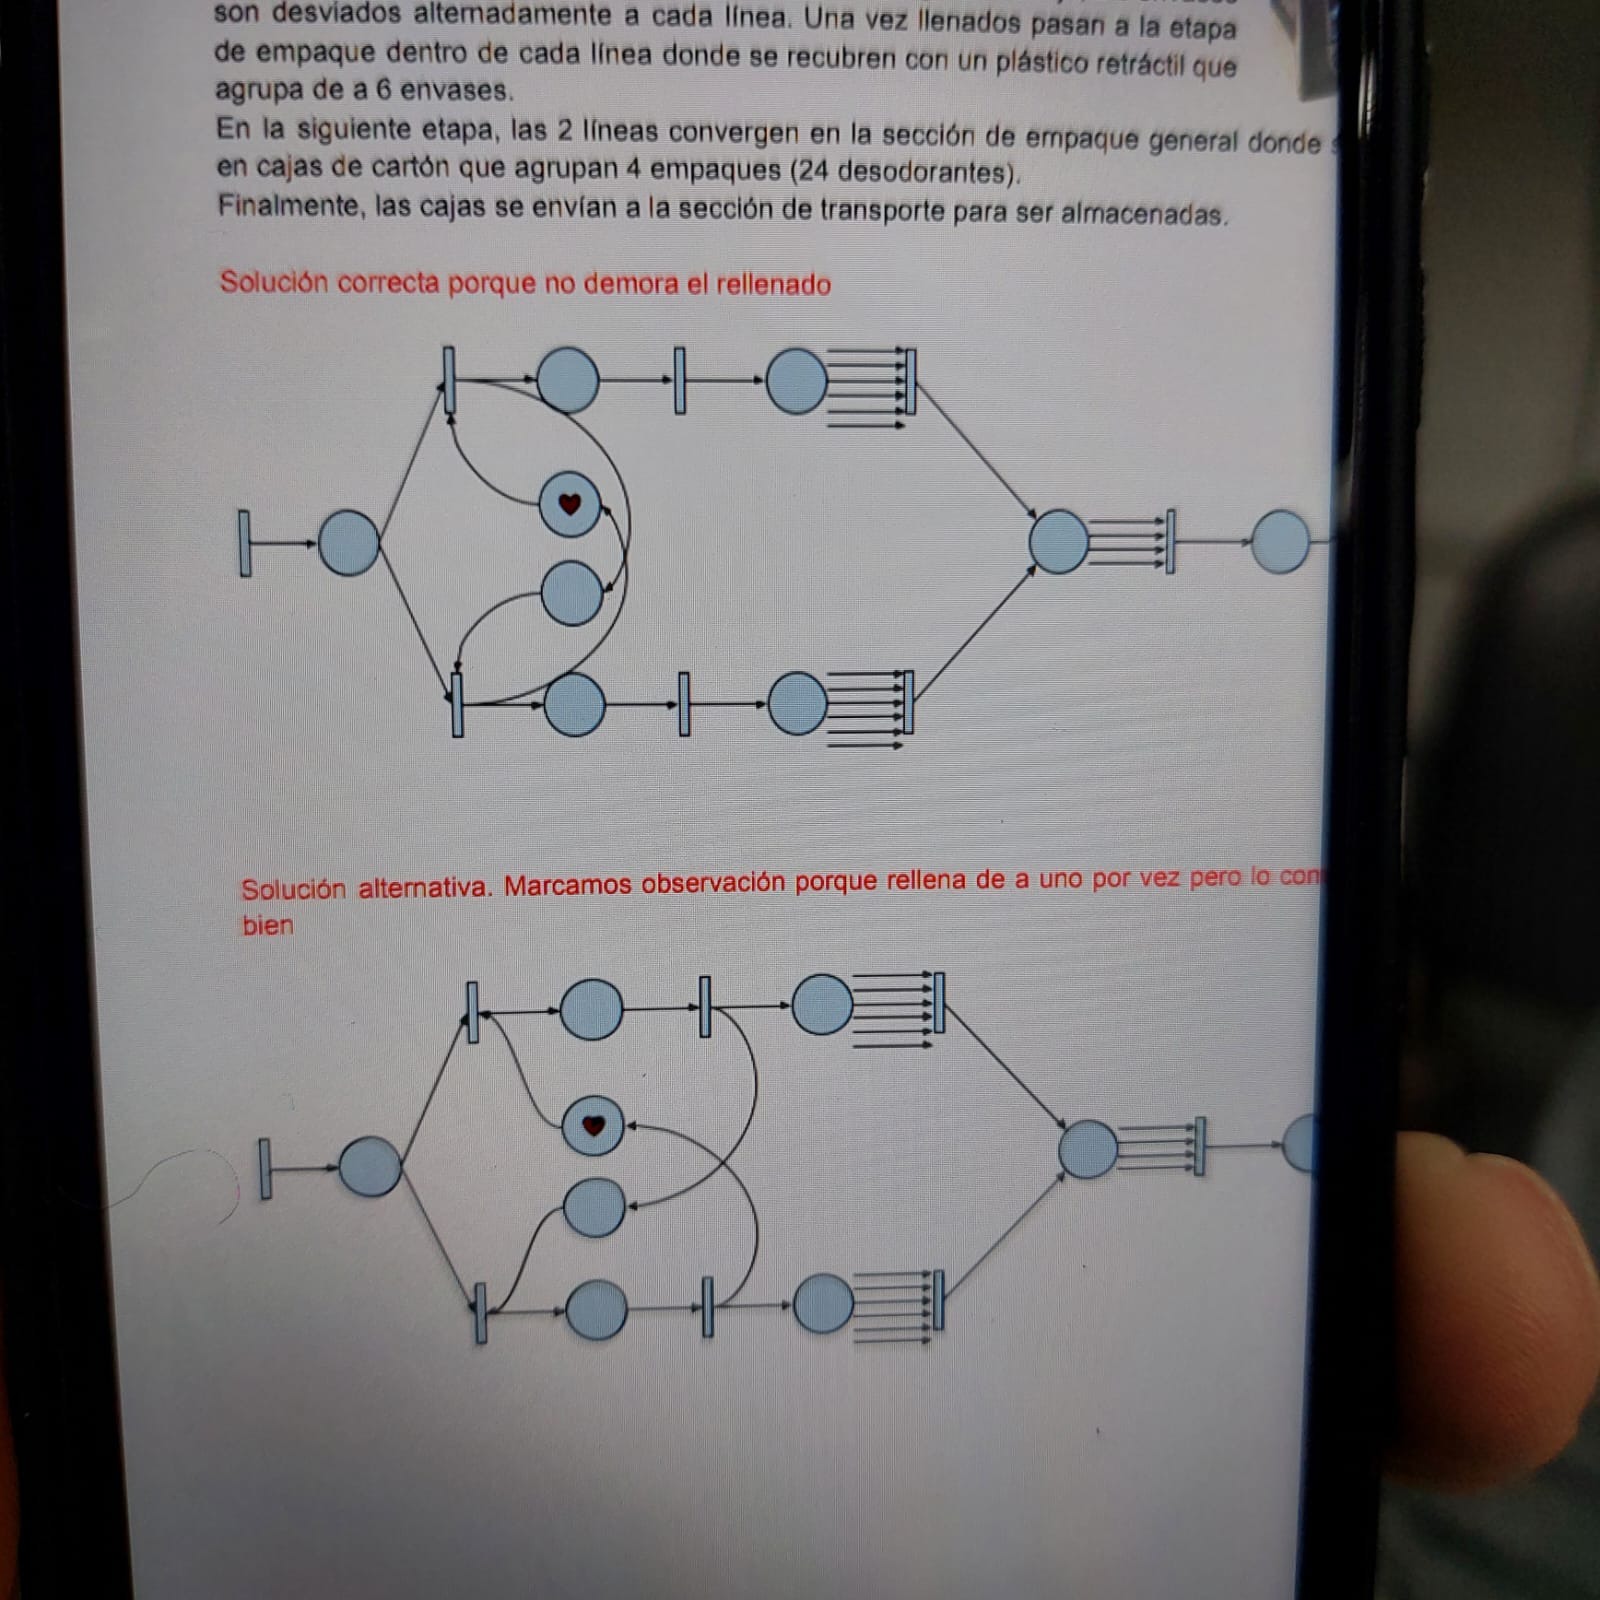 son desviados alternadamente a cada línea. Una vez llenados pasan a la etapa
de empaque dentro de cada línea donde se recubren con un plástico retráctil que
agrupa de a 6 envases.
En la siguiente etapa, las 2 líneas convergen en la sección de empaque general donde
en cajas de cartón que agrupan 4 empaques (24 desodorantes).
Finalmente, las cajas se envían a la sección de transporte para ser almacenadas.
Solución correcta porque no demora el rellenado
Solución alternativa. Marcamos observación porque rellena de a uno por vez pero lo con
bien